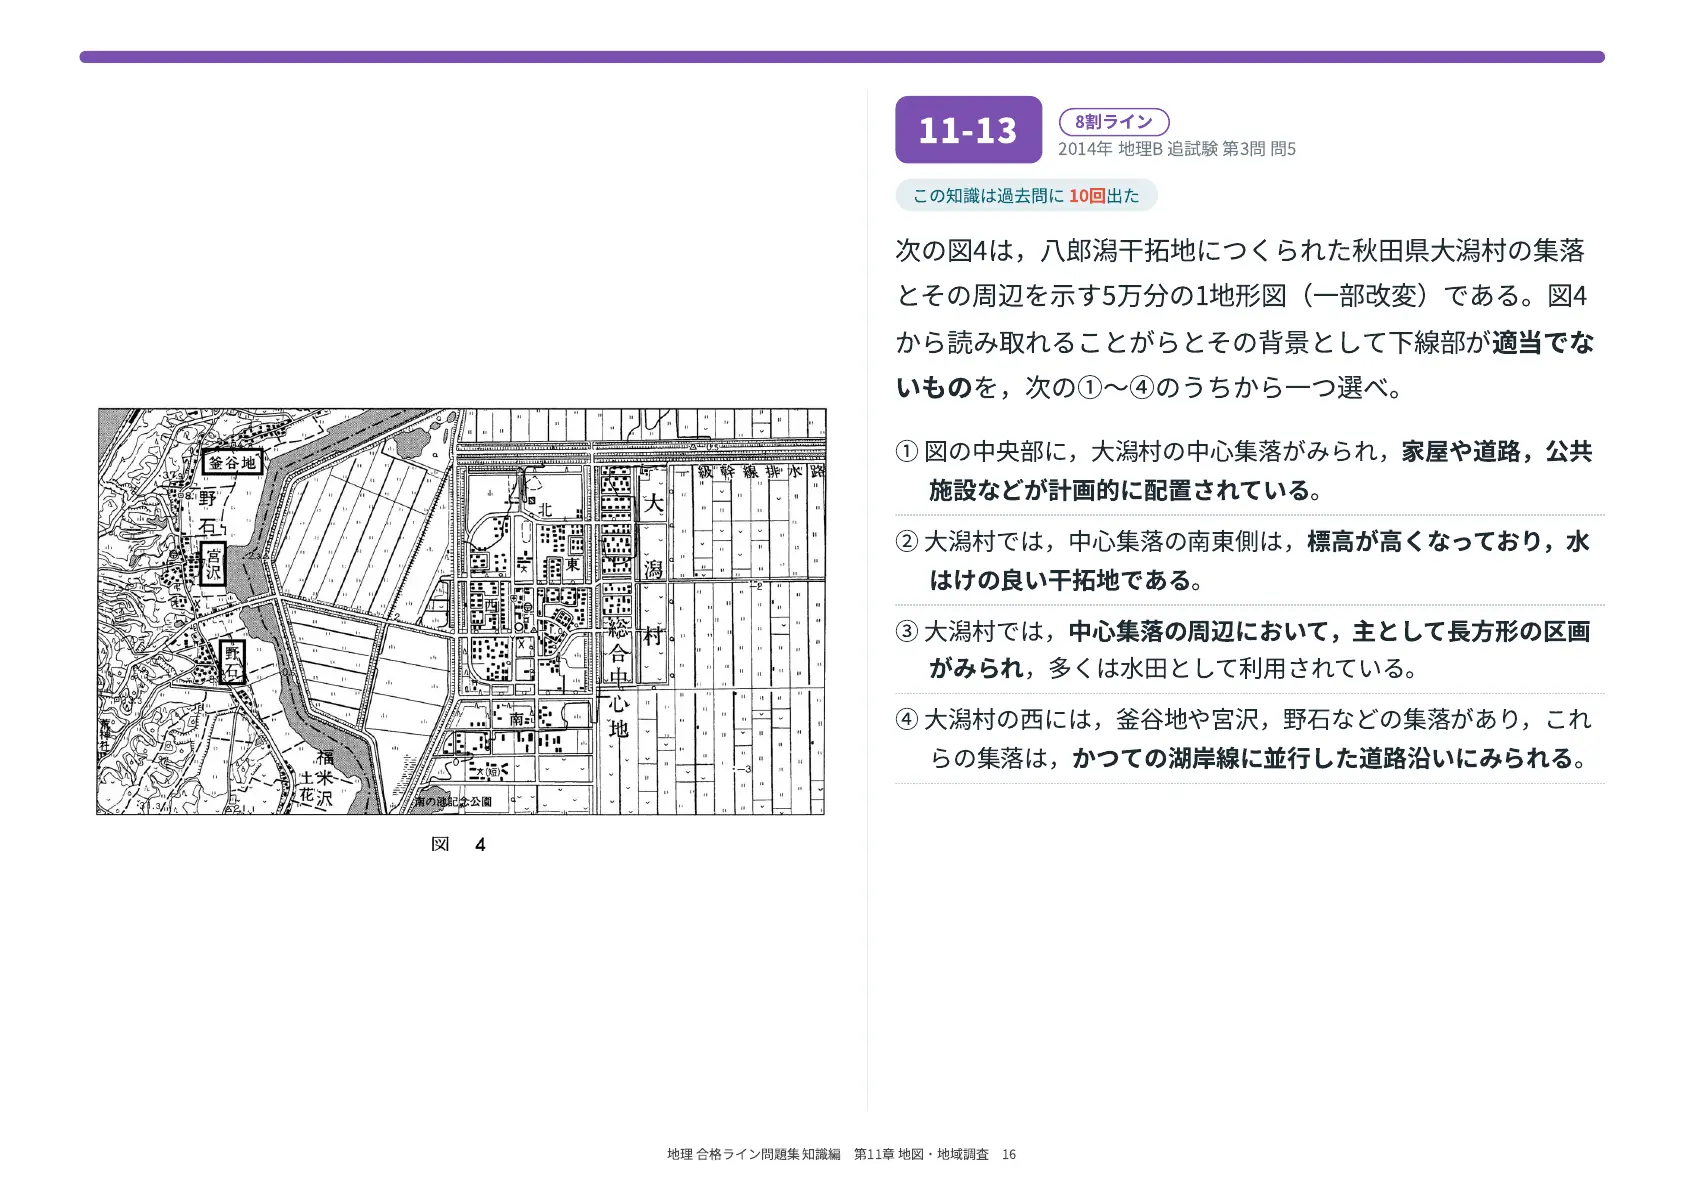 釜谷地
野
石
宮沢
野石
福米沢
土花
一級幹線排水路
大潟村
総合中心地
北
東
西
南
南の池記念公園
図 4
11-13
8割ライン
2014年 地理B 追試験 第3問 問5
この知識は過去問に 10回出た
次の図4は，八郎潟干拓地につくられた秋田県大潟村の集落
とその周辺を示す5万分の1地形図（一部改変）である。図4
から読み取れることがらとその背景として下線部が適当でな
いものを，次の①〜④のうちから一つ選べ。
① 図の中央部に，大潟村の中心集落がみられ，家屋や道路，公共
施設などが計画的に配置されている。
② 大潟村では，中心集落の南東側は，標高が高くなっており，水
はけの良い干拓地である。
③ 大潟村では，中心集落の周辺において，主として長方形の区画
がみられ，多くは水田として利用されている。
④ 大潟村の西には，釜谷地や宮沢，野石などの集落があり，これ
らの集落は，かつての湖岸線に並行した道路沿いにみられる。
地理 合格ライン問題集 知識編　第11章 地図・地域調査　16